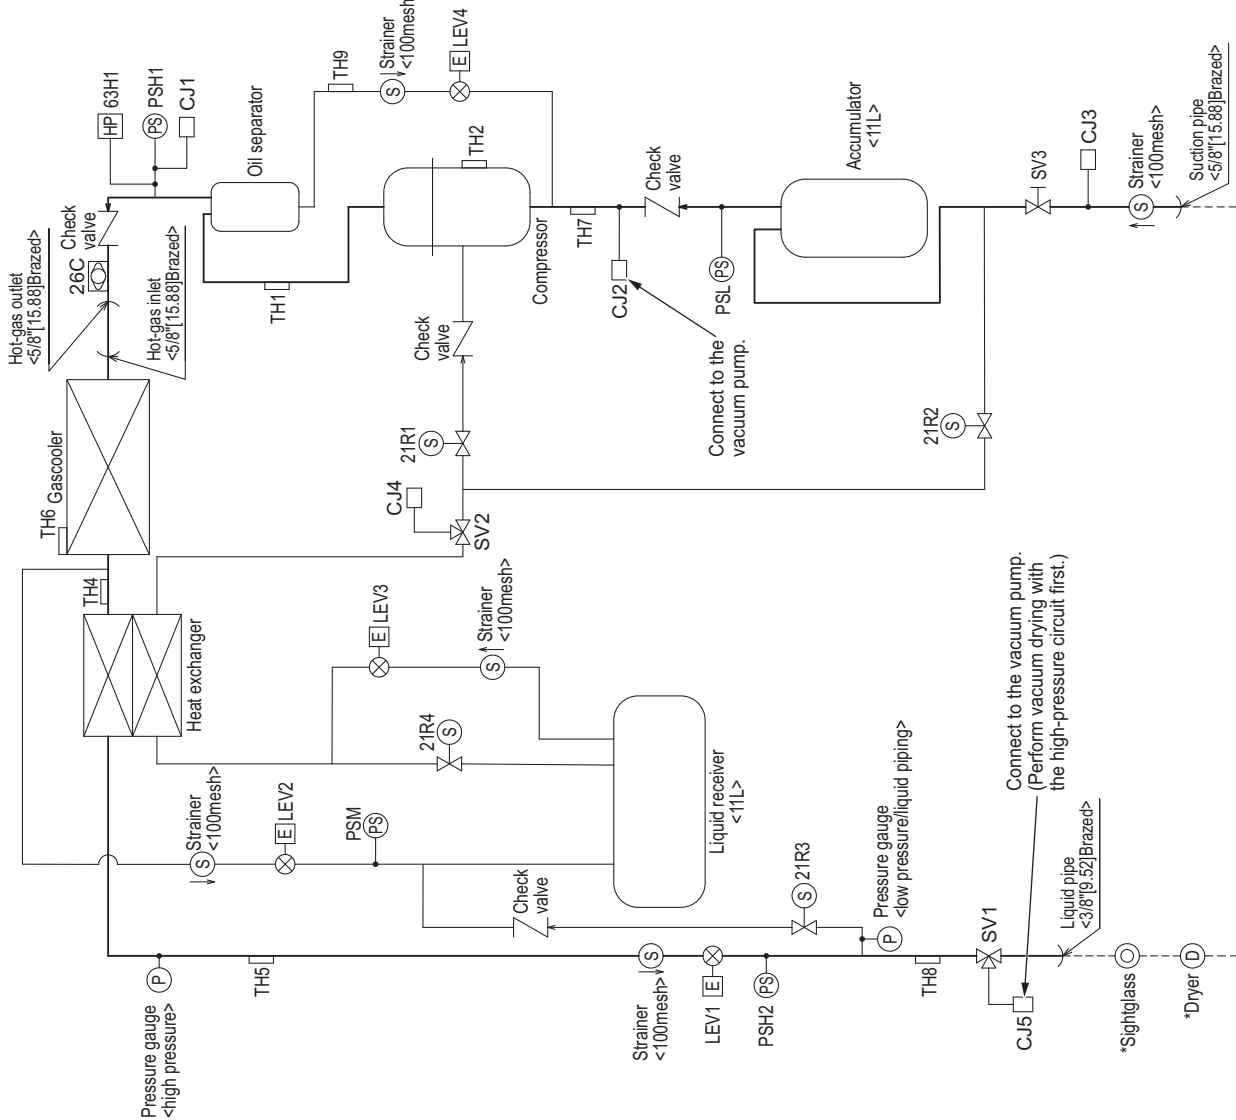 Hot-gas outlet
<5/8"[15.88]Brazed>
26C
Check
valve
Hot-gas inlet
<5/8"[15.88]Brazed>
HP
63H1
PS
PSH1
CJ1
Oil separator
TH1
TH9
Strainer
<100mesh>
S
E
LEV4
TH2
Compressor
TH7
CJ2
Connect to the
vacuum pump.
Check
valve
PSL
PS
Accumulator
<11L>
SV3
CJ3
Strainer
<100mesh>
S
Suction pipe
<5/8"[15.88]Brazed>
Check
valve
21R1
S
CJ4
SV2
21R2
S
TH6
Gascooler
TH4
Heat exchanger
E
LEV3
Strainer
<100mesh>
S
21R4
S
Strainer
<100mesh>
S
E
LEV2
PSM
PS
Liquid receiver
<11L>
Check
valve
S
21R3
Pressure gauge
<low pressure/liquid piping>
P
Pressure gauge
<high pressure>
P
TH5
Strainer
<100mesh>
S
LEV1
E
PSH2
PS
TH8
SV1
CJ5
Connect to the vacuum pump.
(Perform vacuum drying with
the high-pressure circuit first.)
Liquid pipe
<3/8"[9.52]Brazed>
*Sightglass
*Dryer
D